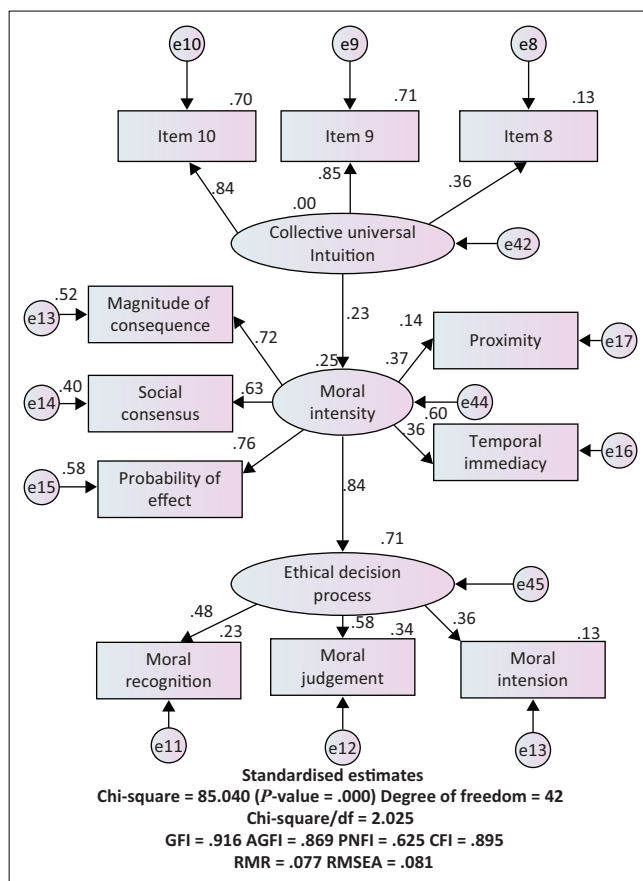 e10
e9
e8
.70
.71
.13
Item 10
Item 9
Item 8
.84
.85
.36
.00
Collective universal
Intuition
e42
.23
e13
.52
Magnitude of
consequence
.72
.14
Proximity
e17
.37
.25
Moral
intensity
e44
e14
.40
Social
consensus
.63
.60
.36
Temporal
immediacy
e16
.76
e15
.58
Probability of
effect
.84
.71
Ethical decision
process
e45
.48
.23
.58
.34
.36
.13
Moral
recognition
Moral
judgement
Moral
intension
e11
e12
e13
Standardised estimates
Chi-square = 85.040 (P-value = .000) Degree of freedom = 42
Chi-square/df = 2.025
GFI = .916 AGFI = .869 PNFI = .625 CFI = .895
RMR = .077 RMSEA = .081